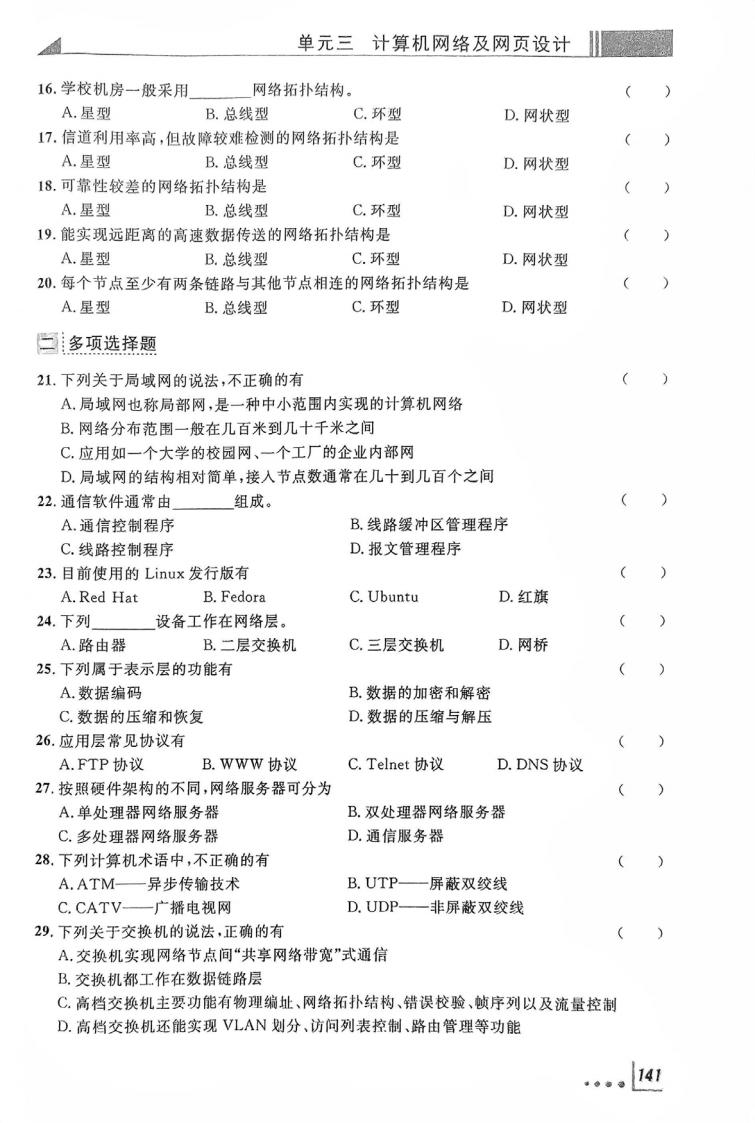 单元三 计算机网络及网页设计
16. 学校机房一般采用________网络拓扑结构。 ( )
A. 星型 B. 总线型 C. 环型 D. 网状型
17. 信道利用率高,但故障较难检测的网络拓扑结构是 ( )
A. 星型 B. 总线型 C. 环型 D. 网状型
18. 可靠性较差的网络拓扑结构是 ( )
A. 星型 B. 总线型 C. 环型 D. 网状型
19. 能实现远距离的高速数据传送的网络拓扑结构是 ( )
A. 星型 B. 总线型 C. 环型 D. 网状型
20. 每个节点至少有两条链路与其他节点相连的网络拓扑结构是 ( )
A. 星型 B. 总线型 C. 环型 D. 网状型
二 多项选择题
21. 下列关于局域网的说法,不正确的有 ( )
A. 局域网也称局部网,是一种中小范围内实现的计算机网络
B. 网络分布范围一般在几百米到几十千米之间
C. 应用如一个大学的校园网、一个工厂的企业内部网
D. 局域网的结构相对简单,接入节点数通常在几十到几百个之间
22. 通信软件通常由________组成。 ( )
A. 通信控制程序 B. 线路缓冲区管理程序
C. 线路控制程序 D. 报文管理程序
23. 目前使用的 Linux 发行版有 ( )
A. Red Hat B. Fedora C. Ubuntu D. 红旗
24. 下列________设备工作在网络层。 ( )
A. 路由器 B. 二层交换机 C. 三层交换机 D. 网桥
25. 下列属于表示层的功能有 ( )
A. 数据编码 B. 数据的加密和解密
C. 数据的压缩和恢复 D. 数据的压缩与解压
26. 应用层常见协议有 ( )
A. FTP 协议 B. WWW 协议 C. Telnet 协议 D. DNS 协议
27. 按照硬件架构的不同,网络服务器可分为 ( )
A. 单处理器网络服务器 B. 双处理器网络服务器
C. 多处理器网络服务器 D. 通信服务器
28. 下列计算机术语中,不正确的有 ( )
A. ATM——异步传输技术 B. UTP——屏蔽双绞线
C. CATV——广播电视网 D. UDP——非屏蔽双绞线
29. 下列关于交换机的说法,正确的有 ( )
A. 交换机实现网络节点间“共享网络带宽”式通信
B. 交换机都工作在数据链路层
C. 高档交换机主要功能有物理编址、网络拓扑结构、错误校验、帧序列以及流量控制
D. 高档交换机还能实现 VLAN 划分、访问列表控制、路由管理等功能
141